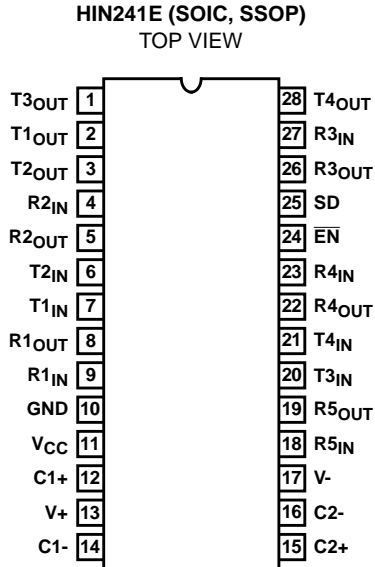 HIN241E (SOIC, SSOP)
TOP VIEW
T3OUT 1 28 T4OUT
T1OUT 2 27 R3IN
T2OUT 3 26 R3OUT
R2IN 4 25 SD
R2OUT 5 24 E̅N̅
T2IN 6 23 R4IN
T1IN 7 22 R4OUT
R1OUT 8 21 T4IN
R1IN 9 20 T3IN
GND 10 19 R5OUT
VCC 11 18 R5IN
C1+ 12 17 V-
V+ 13 16 C2-
C1- 14 15 C2+